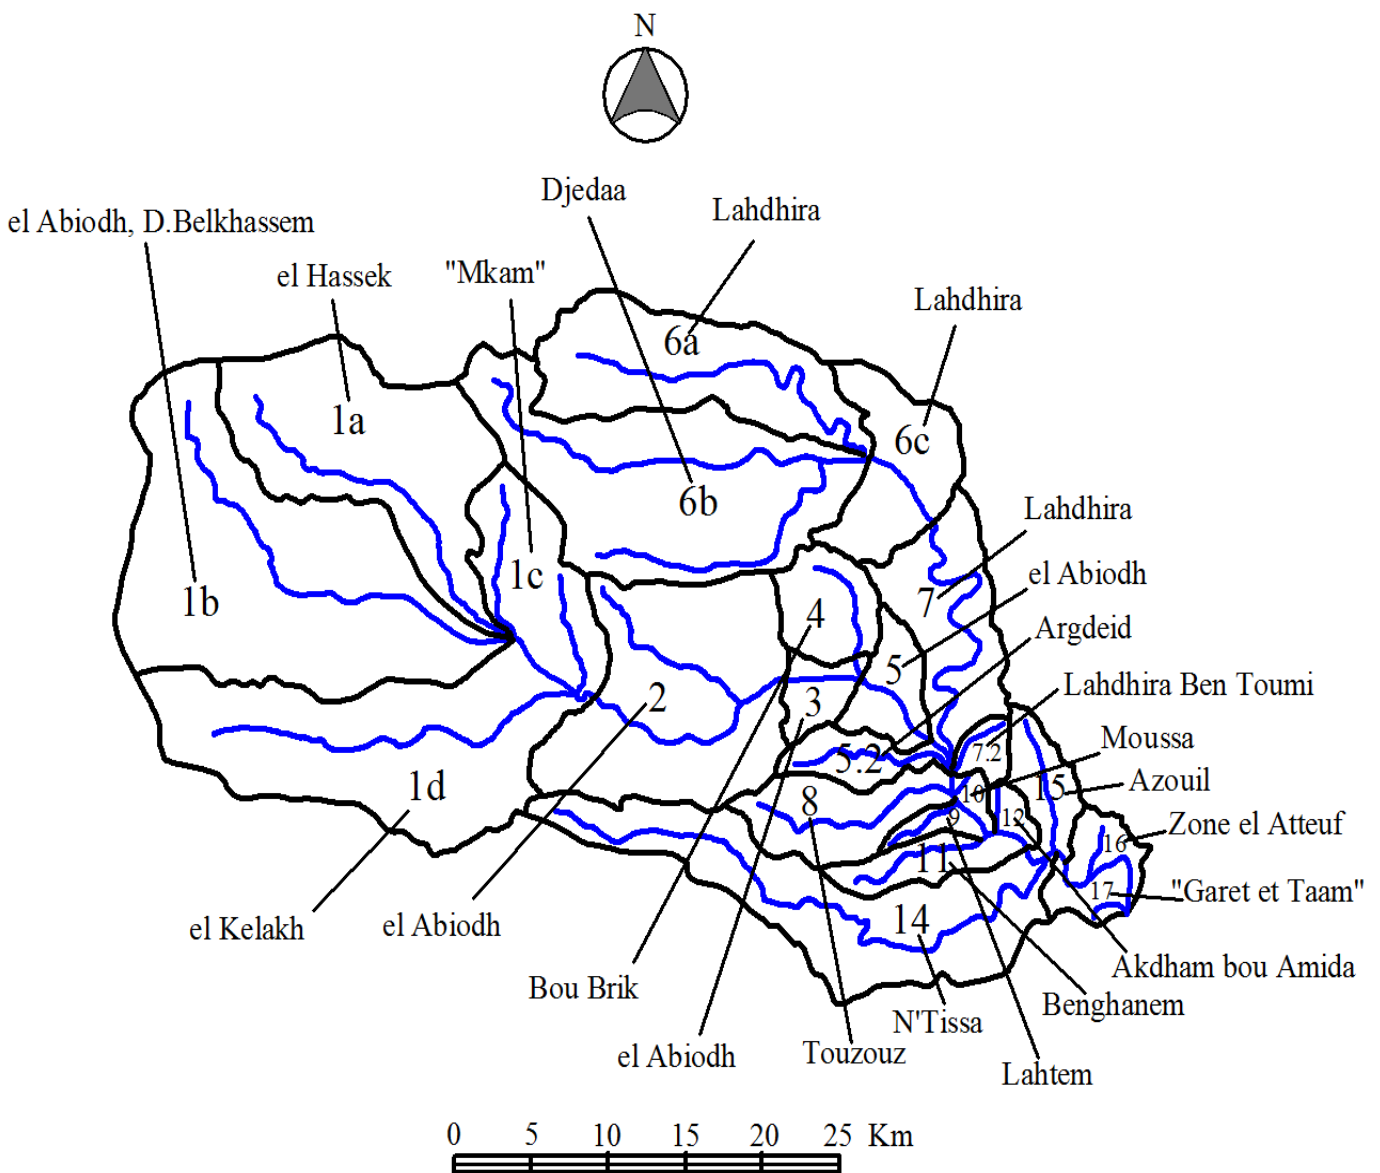 N
Djedaa
Lahdhira
el Abiodh, D.Belkhassem
el Hassek
"Mkam"
Lahdhira
6a
1a
6c
6b
Lahdhira
1c
el Abiodh
1b
7
4
Argdeid
5
Lahdhira Ben Toumi
2
3
Moussa
7.2
5.2
Azouil
1d
8
10
15
9
12
Zone el Atteuf
16
11
17
"Garet et Taam"
el Kelakh
el Abiodh
14
Akdham bou Amida
Bou Brik
Benghanem
N'Tissa
el Abiodh
Touzouz
Lahtem
0 5 10 15 20 25 Km